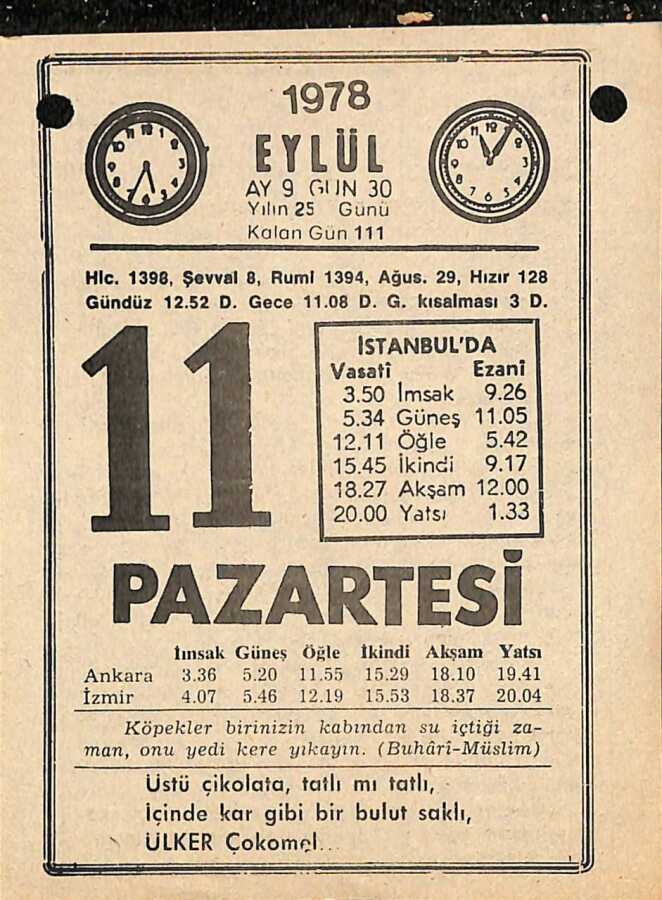 1978
EYLÜL
AY 9 GÜN 30
Yılın 25 Günü
Kalan Gün 111
Hic. 1398, Şevval 8, Rumi 1394, Ağus. 29, Hızır 128
Gündüz 12.52 D. Gece 11.08 D. G. kısalması 3 D.
11
İSTANBUL'DA
Vasati Ezanî
3.50 İmsak 9.26
5.34 Güneş 11.05
12.11 Öğle 5.42
15.45 İkindi 9.17
18.27 Akşam 12.00
20.00 Yatsı 1.33
PAZARTESİ
İmsak Güneş Öğle İkindi Akşam Yatsı
Ankara 3.36 5.20 11.55 15.29 18.10 19.41
İzmir 4.07 5.46 12.19 15.53 18.37 20.04
Köpekler birinizin kabından su içtiği za-
man, onu yedi kere yıkayın. (Buhârî-Müslim)
Üstü çikolata, tatlı mı tatlı,
İçinde kar gibi bir bulut saklı,
ÜLKER Çokomel...